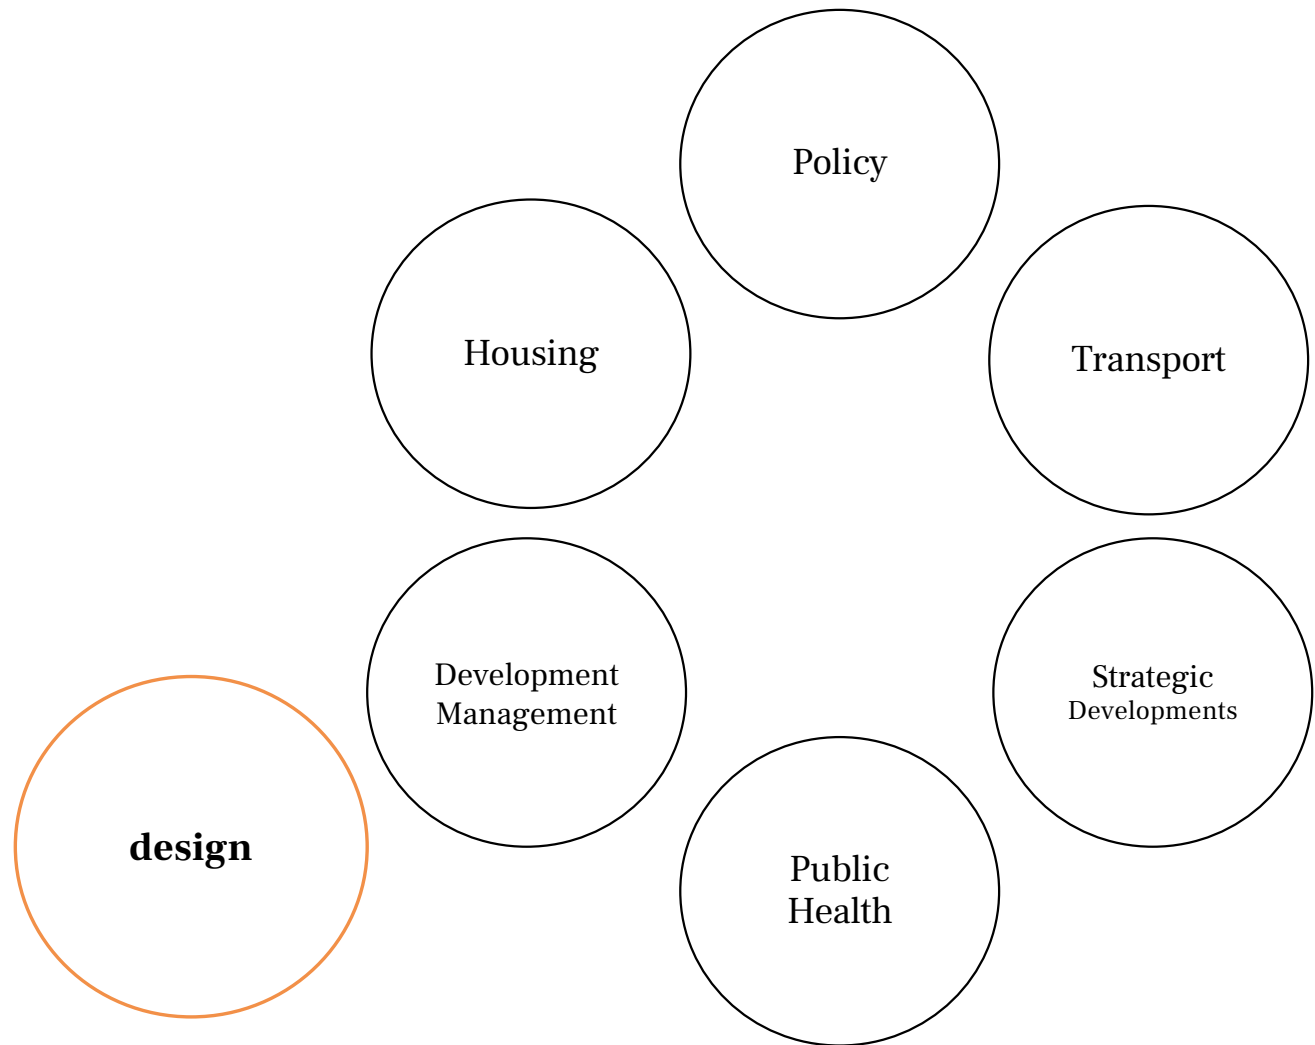 Policy
Housing
Transport
Development
Management
Strategic
Developments
design
Public
Health